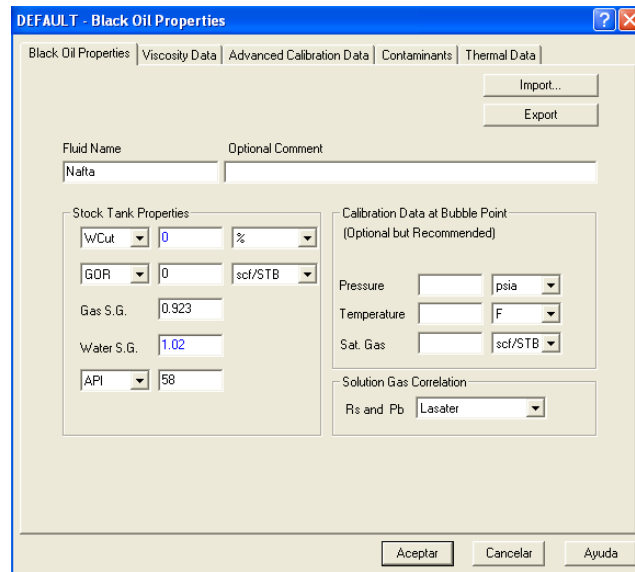 DEFAULT - Black Oil Properties
Black Oil Properties Viscosity Data Advanced Calibration Data Contaminants Thermal Data
Import...
Export
Fluid Name Optional Comment
Nafta
Stock Tank Properties
WCut 0 %
GOR 0 scf/STB
Gas S.G. 0.923
Water S.G. 1.02
API 58
Calibration Data at Bubble Point
(Optional but Recommended)
Pressure psia
Temperature F
Sat. Gas scf/STB
Solution Gas Correlation
Rs and Pb Lasater
Aceptar Cancelar Ayuda